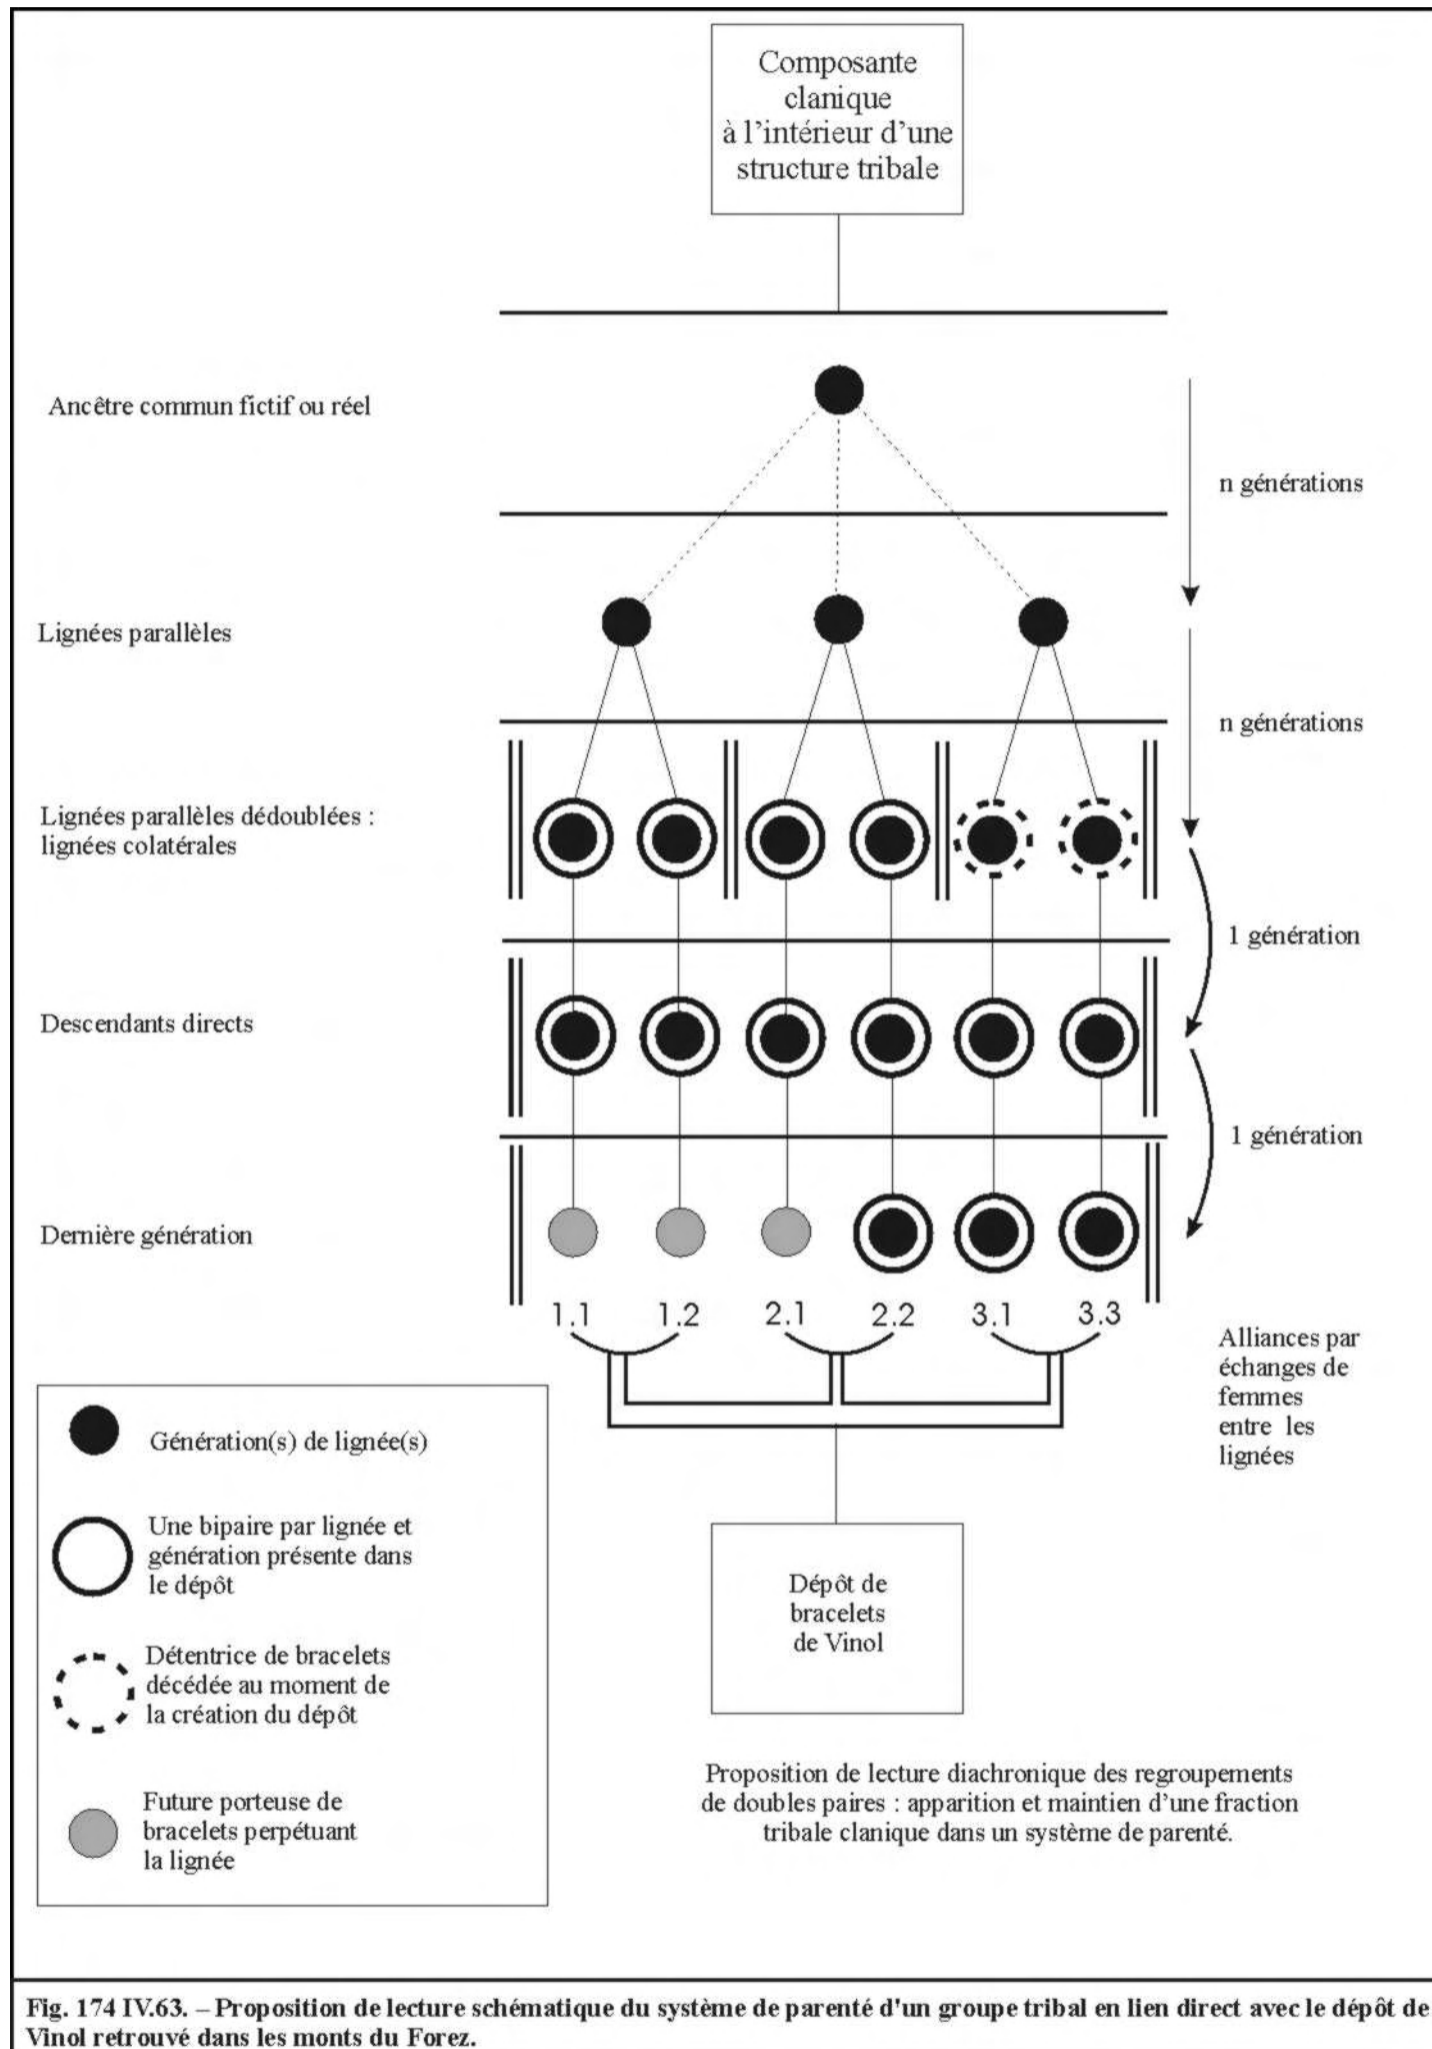 Composante
clanique
à l'intérieur d'une
structure tribale
Ancêtre commun fictif ou réel
n générations
Lignées parallèles
n générations
Lignées parallèles dédoublées :
lignées colatérales
1 génération
Descendants directs
1 génération
Dernière génération
1.1 1.2 2.1 2.2 3.1 3.3
Alliances par
échanges de
femmes
entre les
lignées
Génération(s) de lignée(s)
Une bipaire par lignée et
génération présente dans
le dépôt
Détentrice de bracelets
décédée au moment de
la création du dépôt
Future porteuse de
bracelets perpétuant
la lignée
Dépôt de
bracelets
de Vinol
Proposition de lecture diachronique des regroupements
de doubles paires : apparition et maintien d'une fraction
tribale clanique dans un système de parenté.
Fig. 174 IV.63. – Proposition de lecture schématique du système de parenté d'un groupe tribal en lien direct avec le dépôt de
Vinol retrouvé dans les monts du Forez.